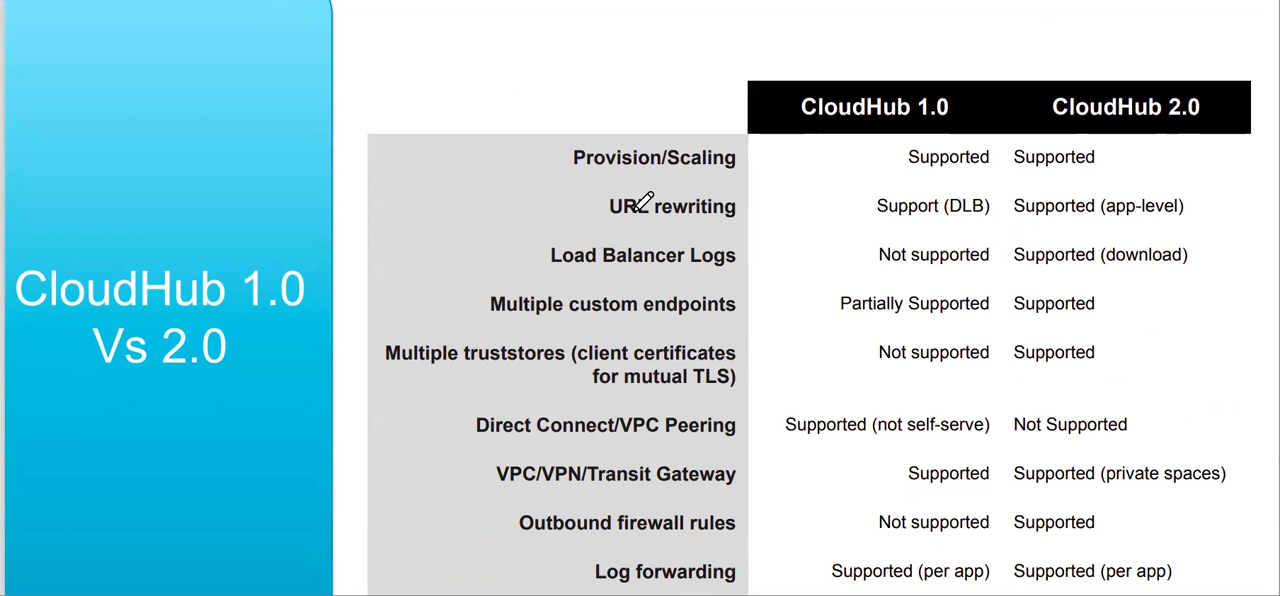 CloudHub 1.0
Vs 2.0
CloudHub 1.0 CloudHub 2.0
Provision/Scaling Supported Supported
URL rewriting Support (DLB) Supported (app-level)
Load Balancer Logs Not supported Supported (download)
Multiple custom endpoints Partially Supported Supported
Multiple truststores (client certificates Not supported Supported
for mutual TLS)
Direct Connect/VPC Peering Supported (not self-serve) Not Supported
VPC/VPN/Transit Gateway Supported Supported (private spaces)
Outbound firewall rules Not supported Supported
Log forwarding Supported (per app) Supported (per app)